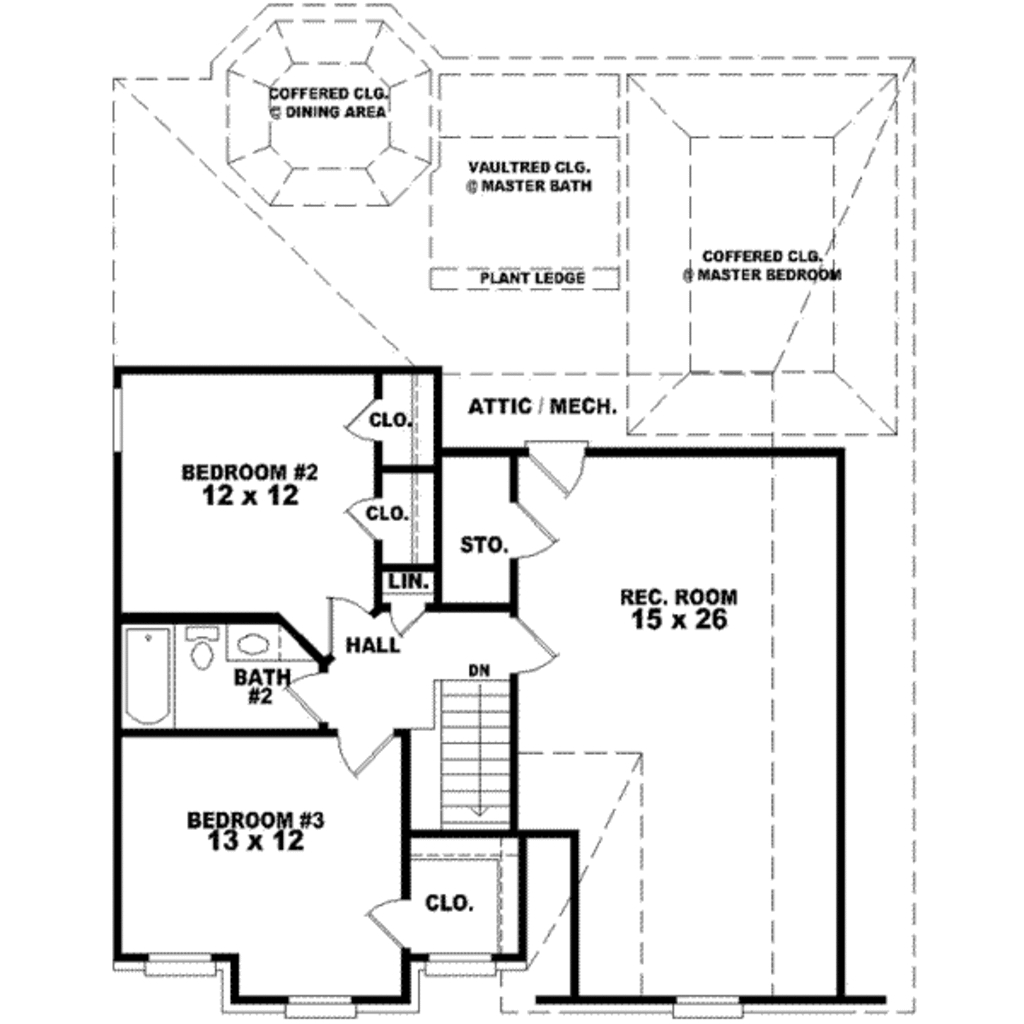 COFFERED CLG.
@ DINING AREA
VAULTRED CLG.
@ MASTER BATH
COFFERED CLG.
@ MASTER BEDROOM
PLANT LEDGE
ATTIC / MECH.
CLO.
BEDROOM #2
12 x 12
CLO.
STO.
LIN.
REC. ROOM
15 x 26
HALL
BATH
#2
DN
BEDROOM #3
13 x 12
CLO.